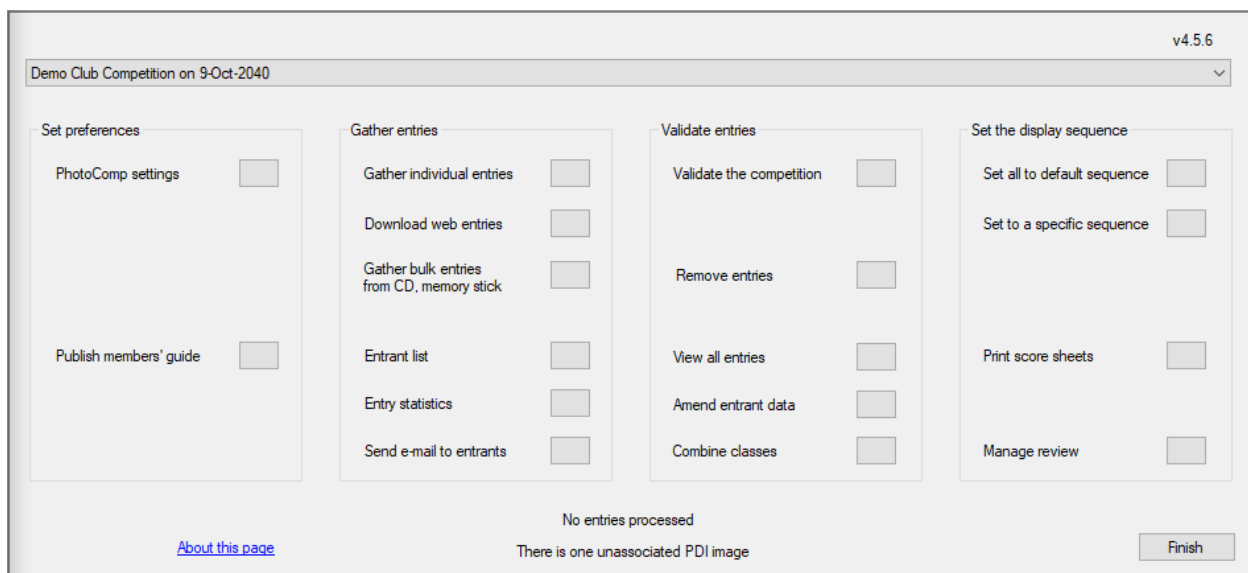 v4.5.6
Demo Club Competition on 9-Oct-2040
Set preferences
PhotoComp settings
Publish members' guide
Gather entries
Gather individual entries
Download web entries
Gather bulk entries
from CD, memory stick
Entrant list
Entry statistics
Send e-mail to entrants
Validate entries
Validate the competition
Remove entries
View all entries
Amend entrant data
Combine classes
Set the display sequence
Set all to default sequence
Set to a specific sequence
Print score sheets
Manage review
No entries processed
About this page
There is one unassociated PDI image
Finish